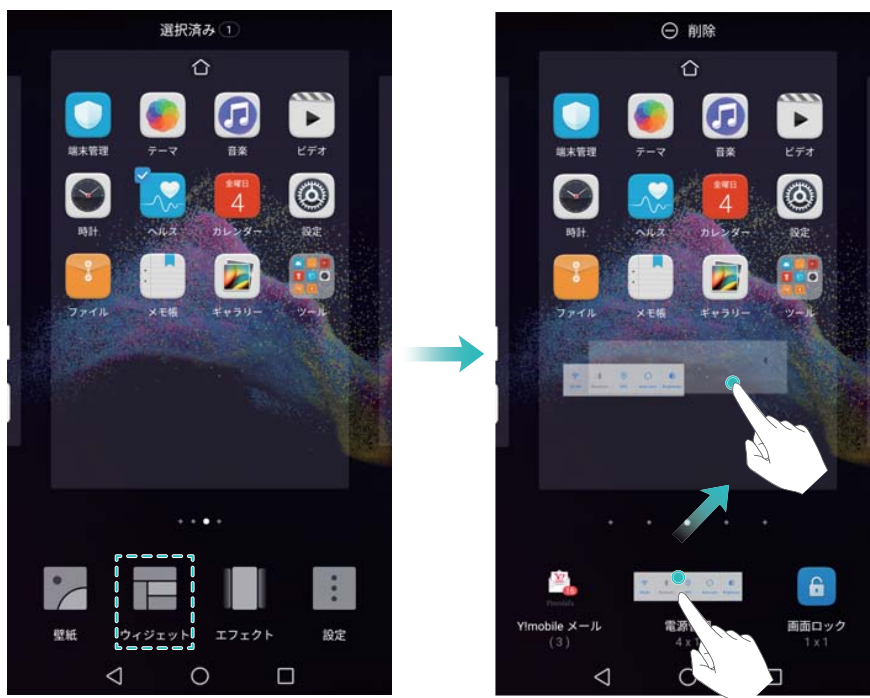 選択済み 1
端末管理
テーマ
音楽
ビデオ
時計
ヘルス
金曜日
4
カレンダー
設定
ファイル
メモ帳
ギャラリー
ツール
壁紙
ウィジェット
エフェクト
設定
削除
端末管理
テーマ
音楽
ビデオ
時計
ヘルス
金曜日
4
カレンダー
設定
ファイル
メモ帳
ギャラリー
ツール
Y!
16
Y!mobile メール
(3)
電源
4 x 1
画面ロック
1 x 1